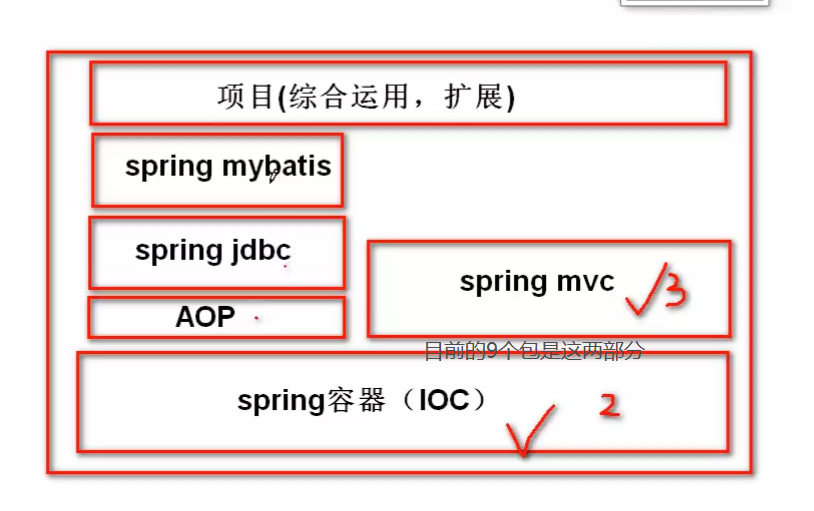 项目(综合运用，扩展)
spring mybatis
spring jdbc
spring mvc
3
AOP
目前的9个包是这两部分
spring容器（IOC）
2